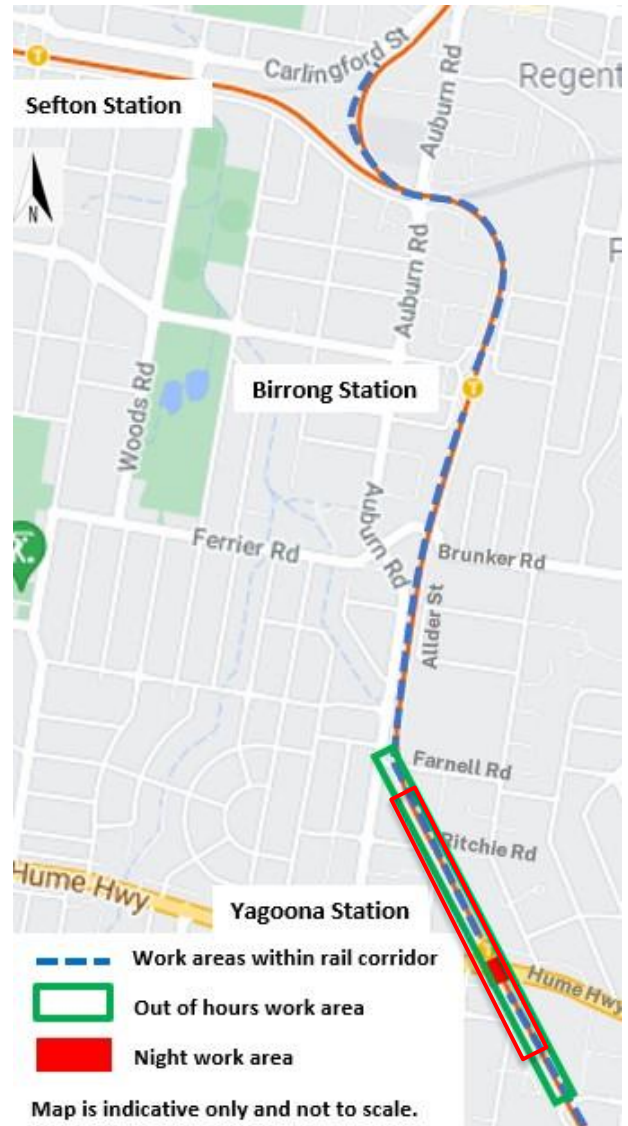 Carlingford St
Auburn Rd
Regent
T
Sefton Station
N
F
Auburn Rd
Birrong Station
T
Woods Rd
Auburn Rd
Ferrier Rd
Brunker Rd
Allder St
Farnell Rd
Ritchie Rd
Hume Hwy
Yagoona Station
Hume Hwy
Work areas within rail corridor
Out of hours work area
Night work area
Map is indicative only and not to scale.